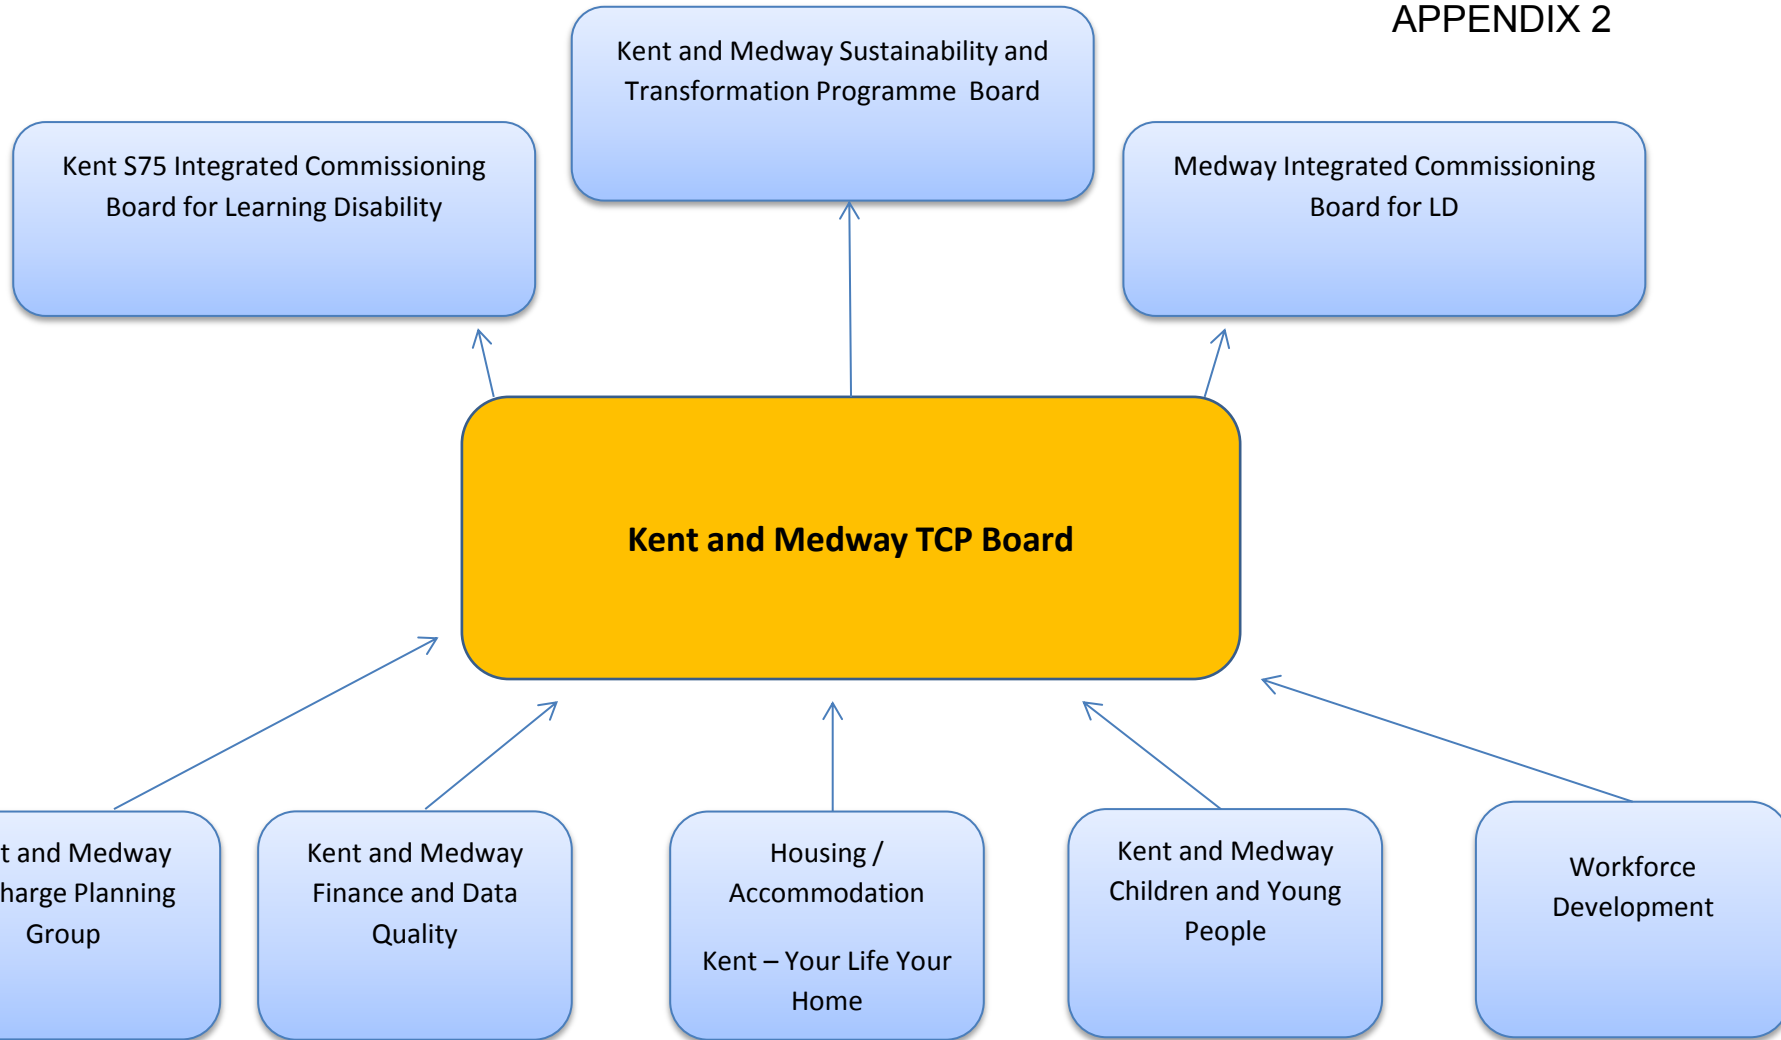 APPENDIX 2
Kent and Medway Sustainability and
Transformation Programme Board
Kent S75 Integrated Commissioning
Board for Learning Disability
Medway Integrated Commissioning
Board for LD
Kent and Medway TCP Board
and Medway
Planning
Group
Kent and Medway
Finance and Data
Quality
Housing /
Accommodation
Kent – Your Life Your
Home
Kent and Medway
Children and Young
People
Workforce
Development